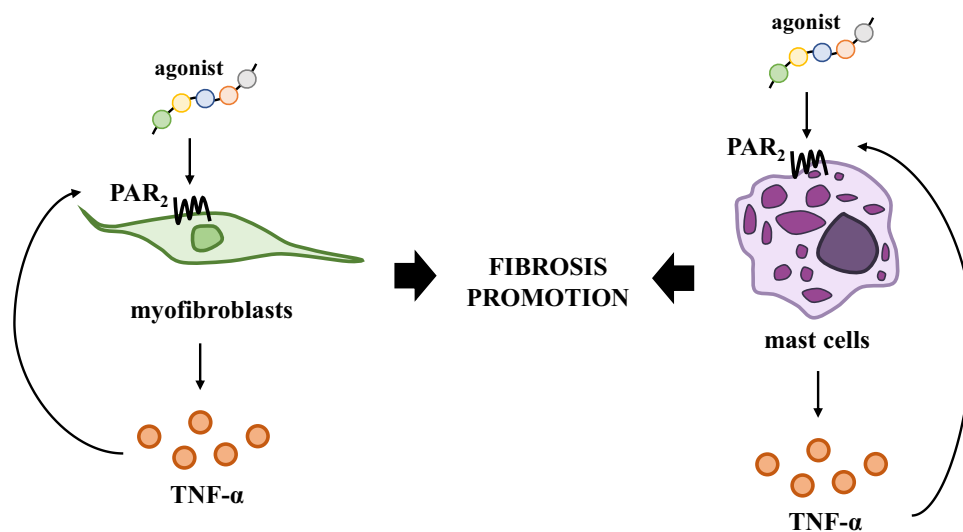 agonist
PAR₂
myofibroblasts
TNF-α
FIBROSIS
PROMOTION
agonist
PAR₂
mast cells
TNF-α